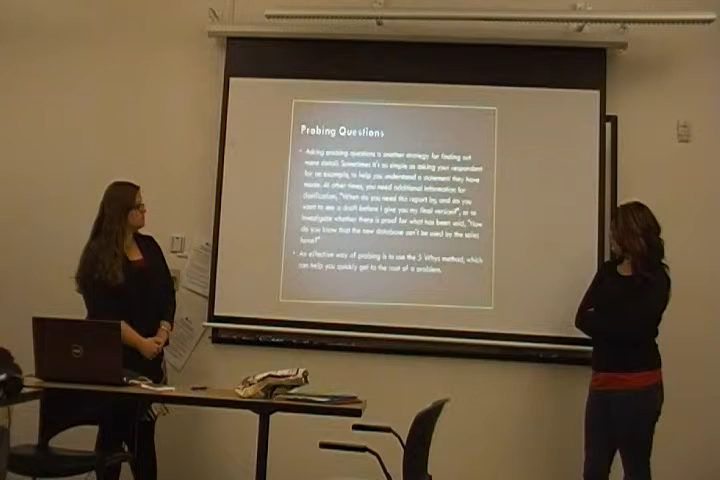 Probing Questions
• Asking probing questions is another strategy for finding out
more detail. Sometimes it's as simple as asking your respondent
for an example, to help you understand a statement they have
made. At other times, you need additional information for
clarification, "When do you need this report by, and do you
want to see a draft before I give you my final version?", or to
investigate whether there is proof for what has been said, "How
do you know that the new database can't be used by the sales
force?"
• An effective way of probing is to use the 5 Whys method, which
can help you quickly get to the root of a problem.
DELL